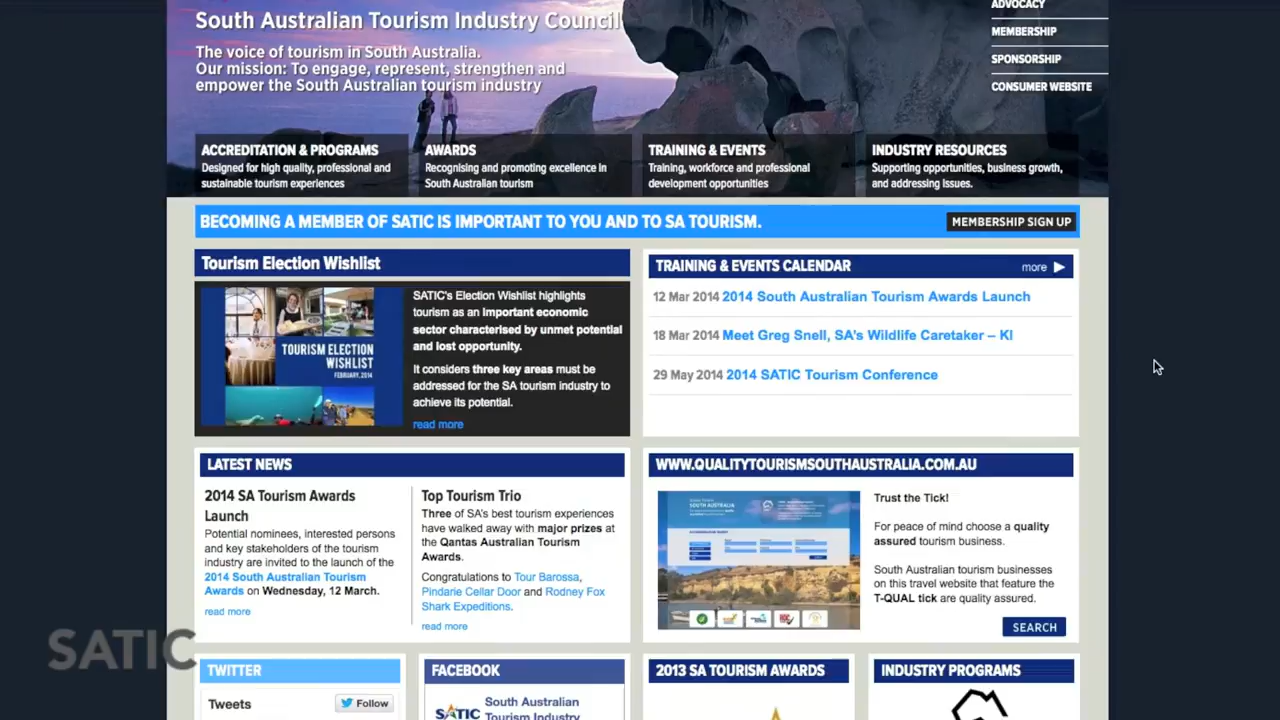 South Australian Tourism Industry Council
The voice of tourism in South Australia.
Our mission: To engage, represent, strengthen and
empower the South Australian tourism industry
ADVOCACY
MEMBERSHIP
SPONSORSHIP
CONSUMER WEBSITE
ACCREDITATION & PROGRAMS
Designed for high quality, professional and
sustainable tourism experiences
AWARDS
Recognising and promoting excellence in
South Australian tourism
TRAINING & EVENTS
Training, workforce and professional
development opportunities
INDUSTRY RESOURCES
Supporting opportunities, business growth,
and addressing issues.
BECOMING A MEMBER OF SATIC IS IMPORTANT TO YOU AND TO SA TOURISM.
MEMBERSHIP SIGN UP
Tourism Election Wishlist
TOURISM ELECTION
WISHLIST
FEBRUARY, 2014
SATIC's Election Wishlist highlights
tourism as an important economic
sector characterised by unmet potential
and lost opportunity.
It considers three key areas must be
addressed for the SA tourism industry to
achieve its potential.
read more
TRAINING & EVENTS CALENDAR
more
12 Mar 2014 2014 South Australian Tourism Awards Launch
18 Mar 2014 Meet Greg Snell, SA's Wildlife Caretaker – KI
29 May 2014 2014 SATIC Tourism Conference
LATEST NEWS
2014 SA Tourism Awards
Launch
Potential nominees, interested persons
and key stakeholders of the tourism
industry are invited to the launch of the
2014 South Australian Tourism
Awards on Wednesday, 12 March.
read more
Top Tourism Trio
Three of SA's best tourism experiences
have walked away with major prizes at
the Qantas Australian Tourism
Awards.
Congratulations to Tour Barossa,
Pindarie Cellar Door and Rodney Fox
Shark Expeditions.
read more
WWW.QUALITYTOURISMSOUTHAUSTRALIA.COM.AU
SOUTH AUSTRALIA
Trust the Tick!
For peace of mind choose a quality
assured tourism business.
South Australian tourism businesses
on this travel website that feature the
T-QUAL tick are quality assured.
SEARCH
SATIC
TWITTER
Tweets
Follow
FACEBOOK
SATIC
South Australian
Tourism Industry
2013 SA TOURISM AWARDS
INDUSTRY PROGRAMS